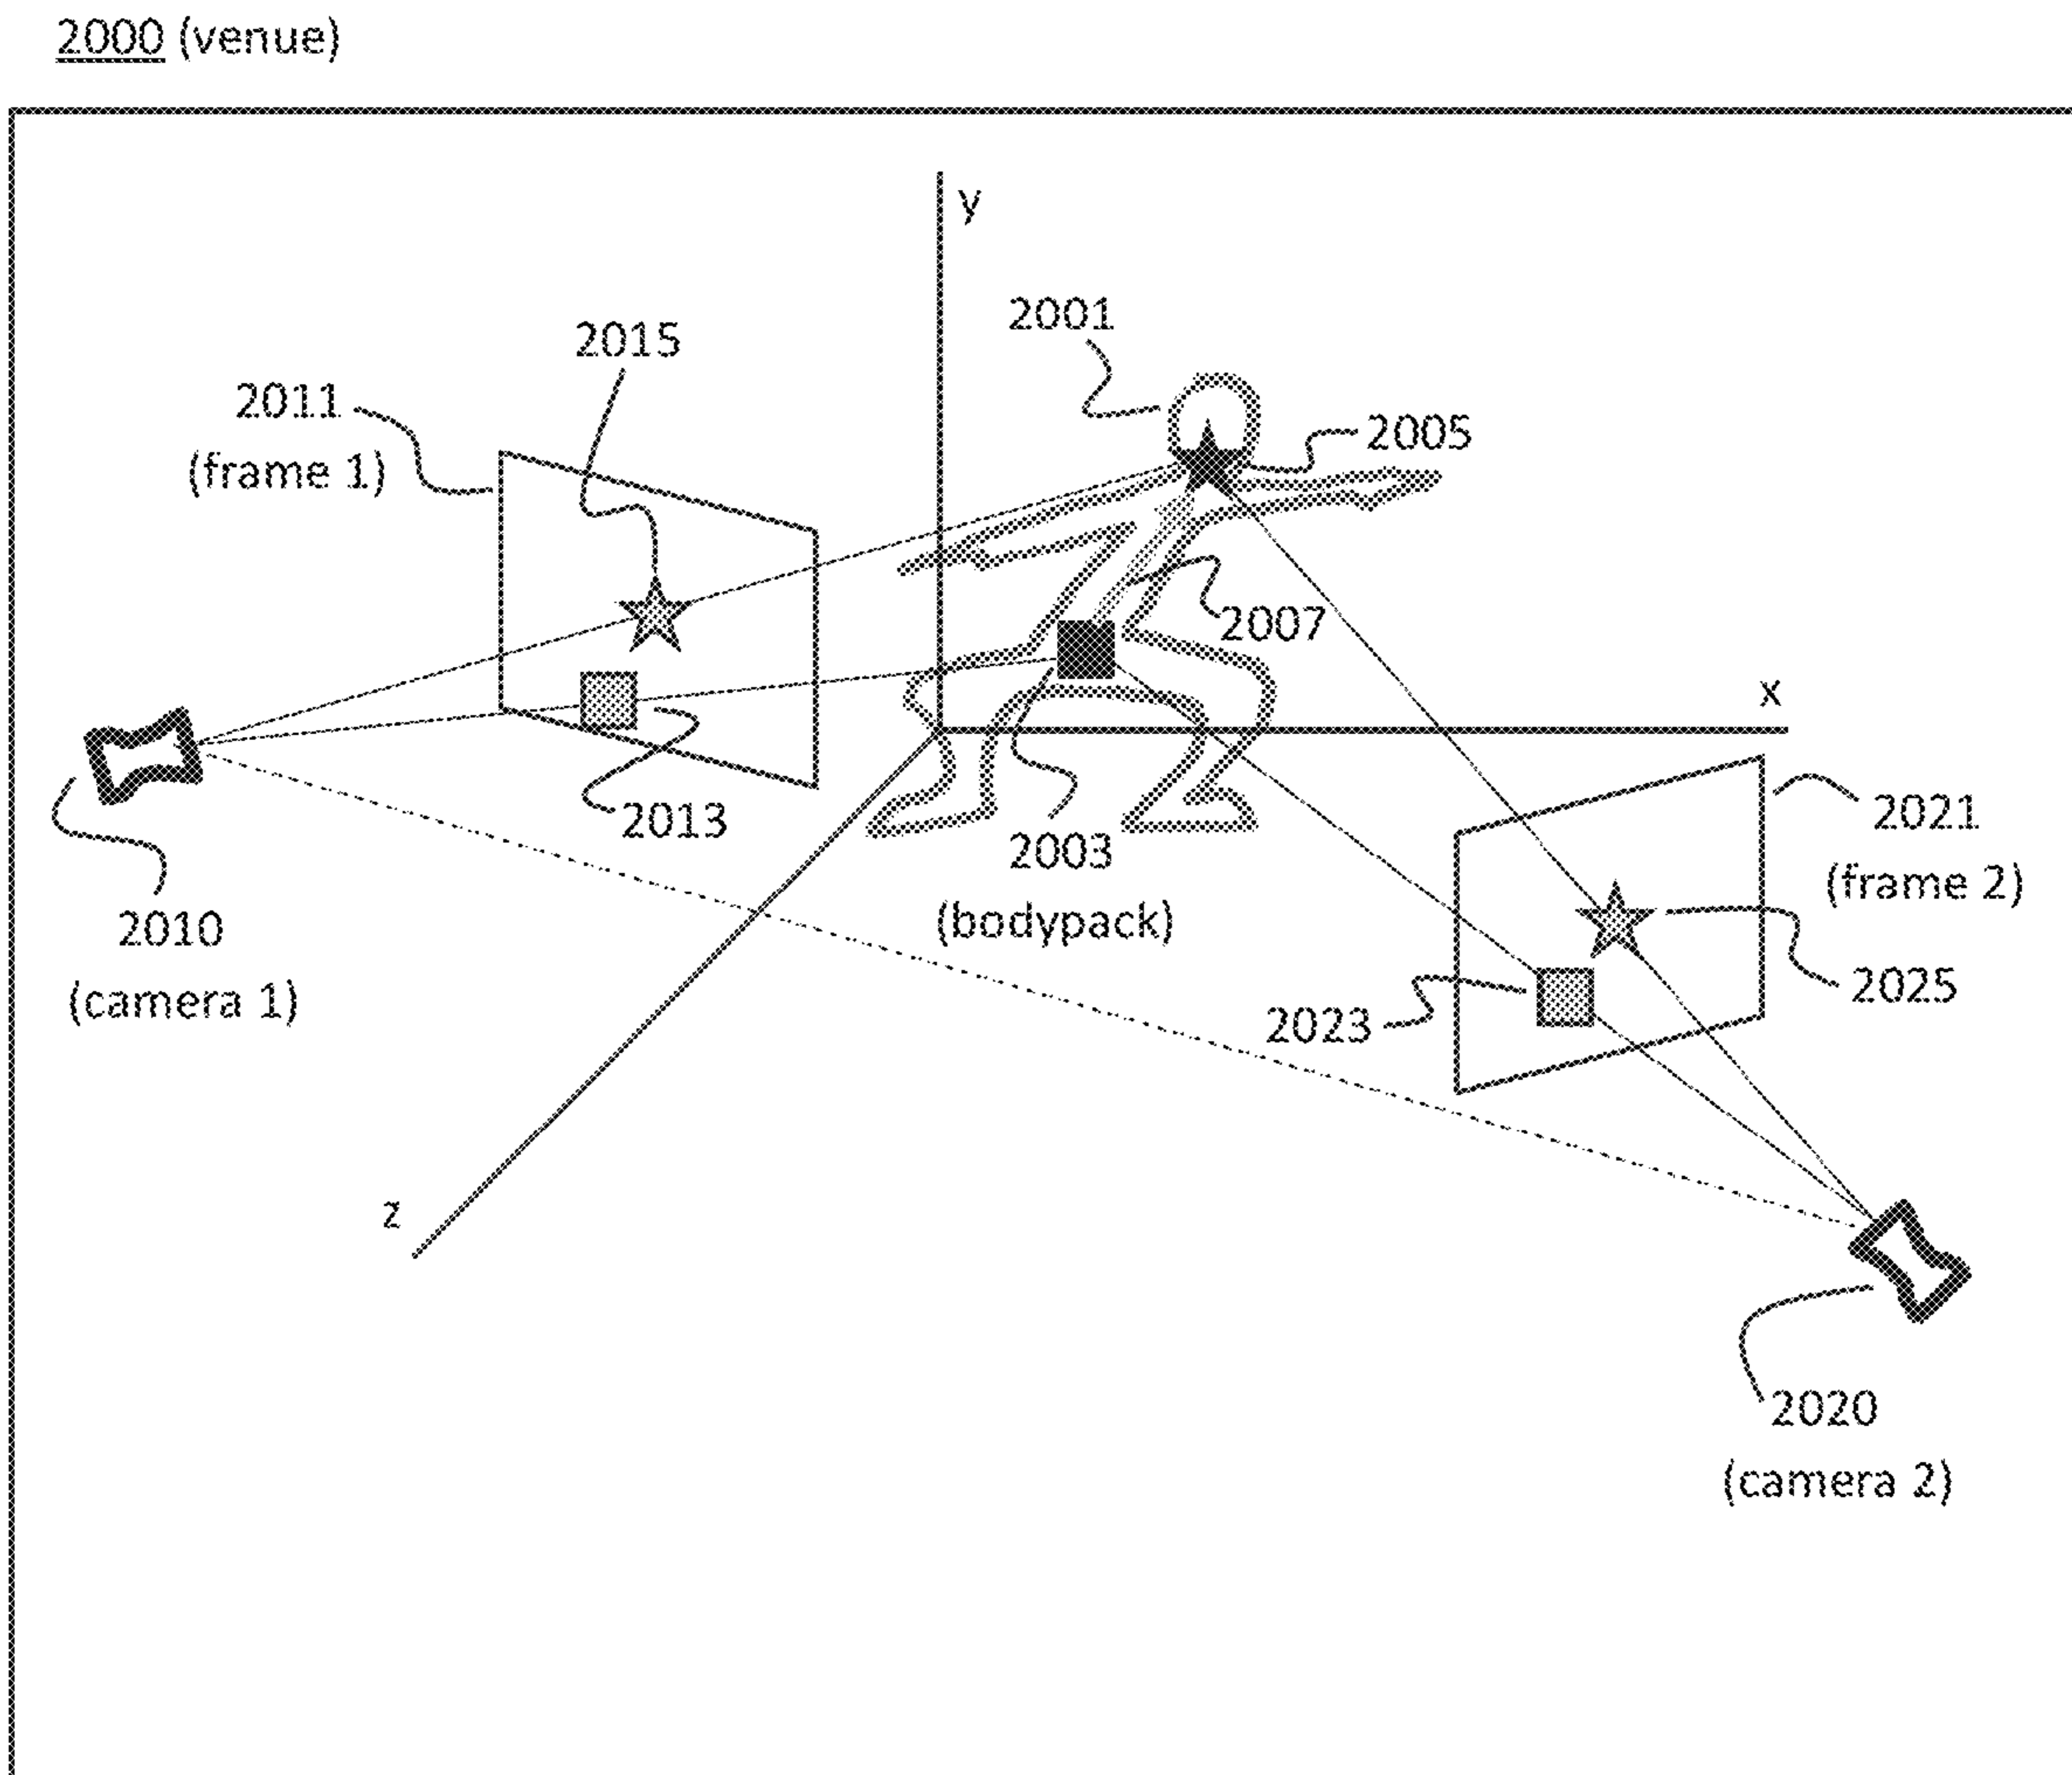 2000 (venue)
y
2001
2015
2011
(frame 1)
2005
2007
x
2013
2003
(bodypack)
2021
(frame 2)
2010
(camera 1)
2025
2023
z
2020
(camera 2)